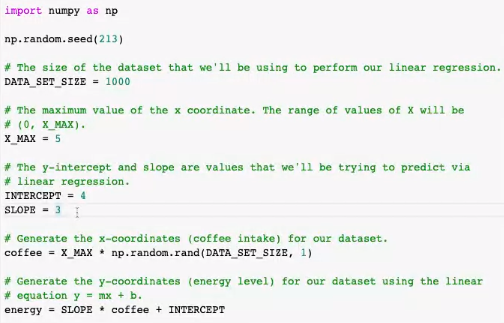 import numpy as np
np.random.seed(213)
# The size of the dataset that we'll be using to perform our linear regression.
DATA_SET_SIZE = 1000
# The maximum value of the x coordinate. The range of values of X will be
# (0, X_MAX).
X_MAX = 5
# The y-intercept and slope are values that we'll be trying to predict via
# linear regression.
INTERCEPT = 4
SLOPE = 3
# Generate the x-coordinates (coffee intake) for our dataset.
coffee = X_MAX * np.random.rand(DATA_SET_SIZE, 1)
# Generate the y-coordinates (energy level) for our dataset using the linear
# equation y = mx + b.
energy = SLOPE * coffee + INTERCEPT